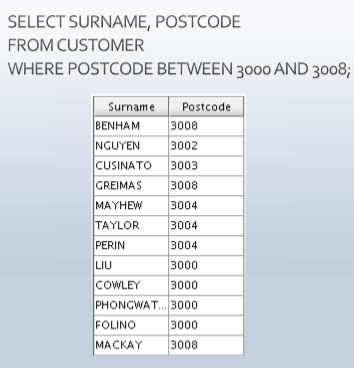 SELECT SURNAME, POSTCODE
FROM CUSTOMER
WHERE POSTCODE BETWEEN 3000 AND 3008;
Surname Postcode
BENHAM 3008
NGUYEN 3002
CUSINATO 3003
GREIMAS 3008
MAYHEW 3004
TAYLOR 3004
PERIN 3004
LIU 3000
COWLEY 3000
PHONGWAT... 3000
FOLINO 3000
MACKAY 3008